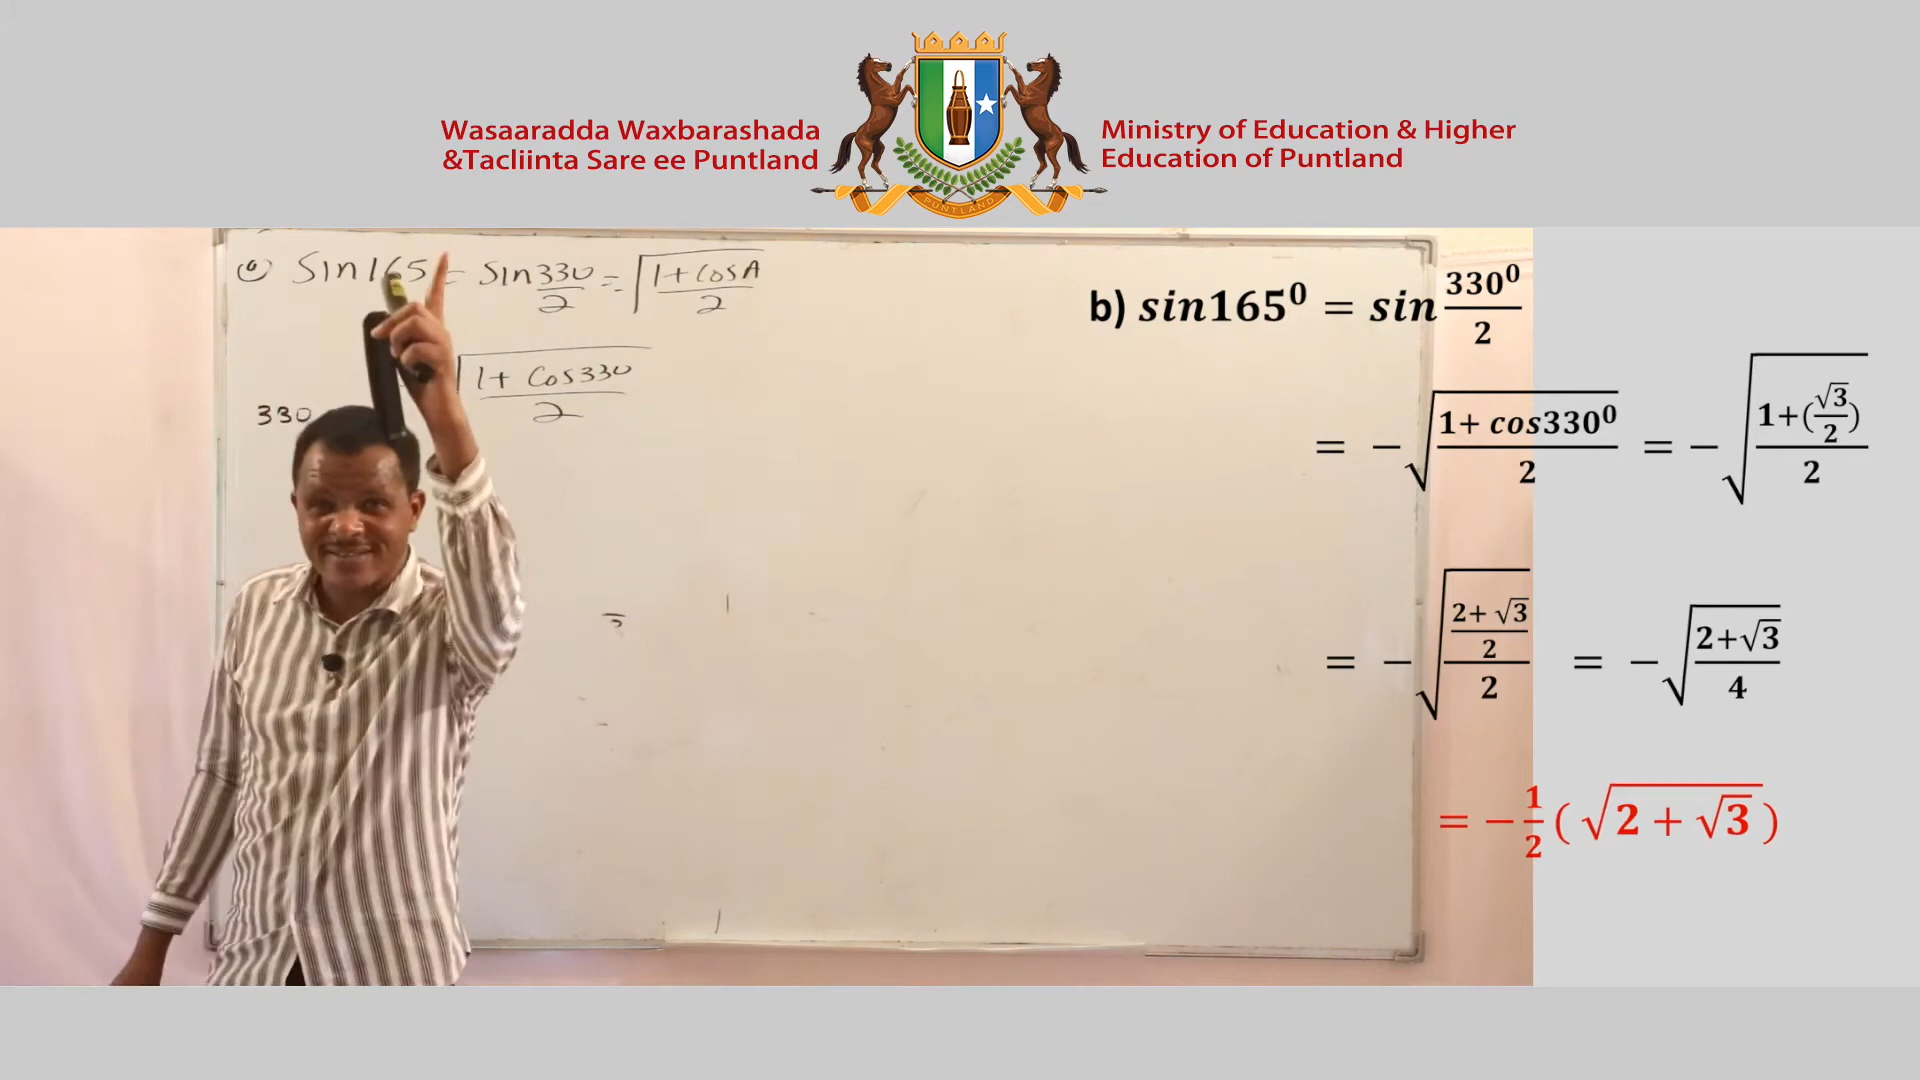 Wasaaradda Waxbarashada
&Tacliinta Sare ee Puntland
PUNTLAND
Ministry of Education & Higher
Education of Puntland
Sin165 = Sin330/2 = √((1+CosA)/2)
√((1+Cos330)/2)
330
b) sin165⁰ = sin 330⁰/2
= −√((1+ cos330⁰)/2) = −√((1+(√3/2))/2)
= −√(((2+ √3)/2)/2) = −√((2+√3)/4)
= −1/2 ( √(2 + √3) )